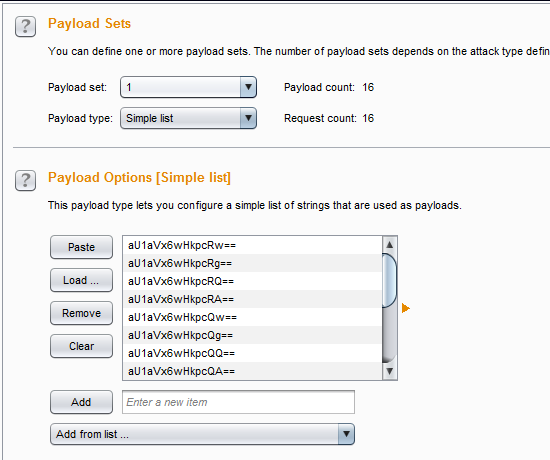 ?
Payload Sets
You can define one or more payload sets. The number of payload sets depends on the attack type defin
Payload set: 1 Payload count: 16
Payload type: Simple list Request count: 16
?
Payload Options [Simple list]
This payload type lets you configure a simple list of strings that are used as payloads.
Paste
Load ...
Remove
Clear
aU1aVx6wHkpcRw==
aU1aVx6wHkpcRg==
aU1aVx6wHkpcRQ==
aU1aVx6wHkpcRA==
aU1aVx6wHkpcQw==
aU1aVx6wHkpcQg==
aU1aVx6wHkpcQQ==
aU1aVx6wHkpcQA==
Add Enter a new item
Add from list ...